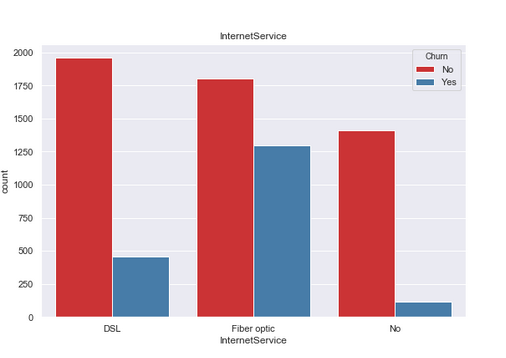 InternetService
Churn
No
Yes
2000
1750
1500
1250
1000
750
500
250
0
count
DSL Fiber optic No
InternetService